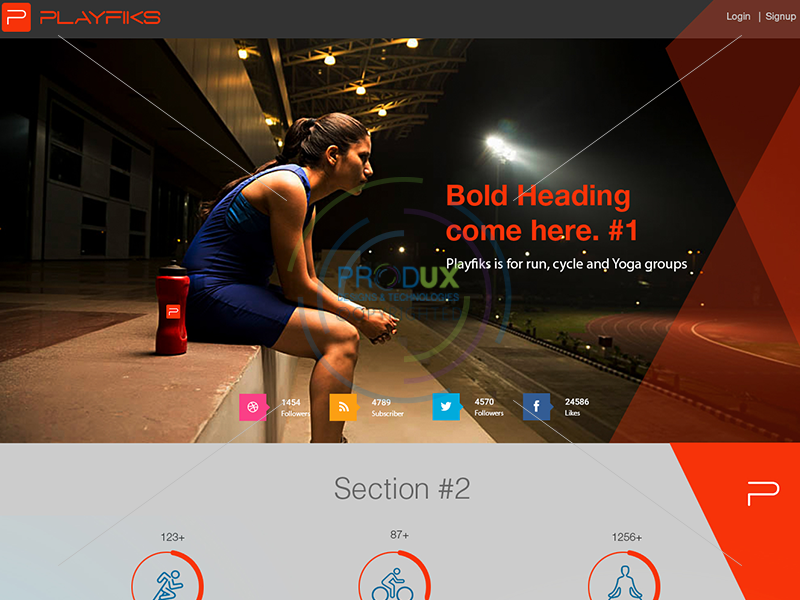 P PLAYFIKS
Login | Signup
Bold Heading
come here. #1
Playfiks is for run, cycle and Yoga groups
PRODUX
DESIGNS & TECHNOLOGIES
1454
Followers
4789
Subscriber
4570
Followers
24586
Likes
Section #2
123+
87+
1256+